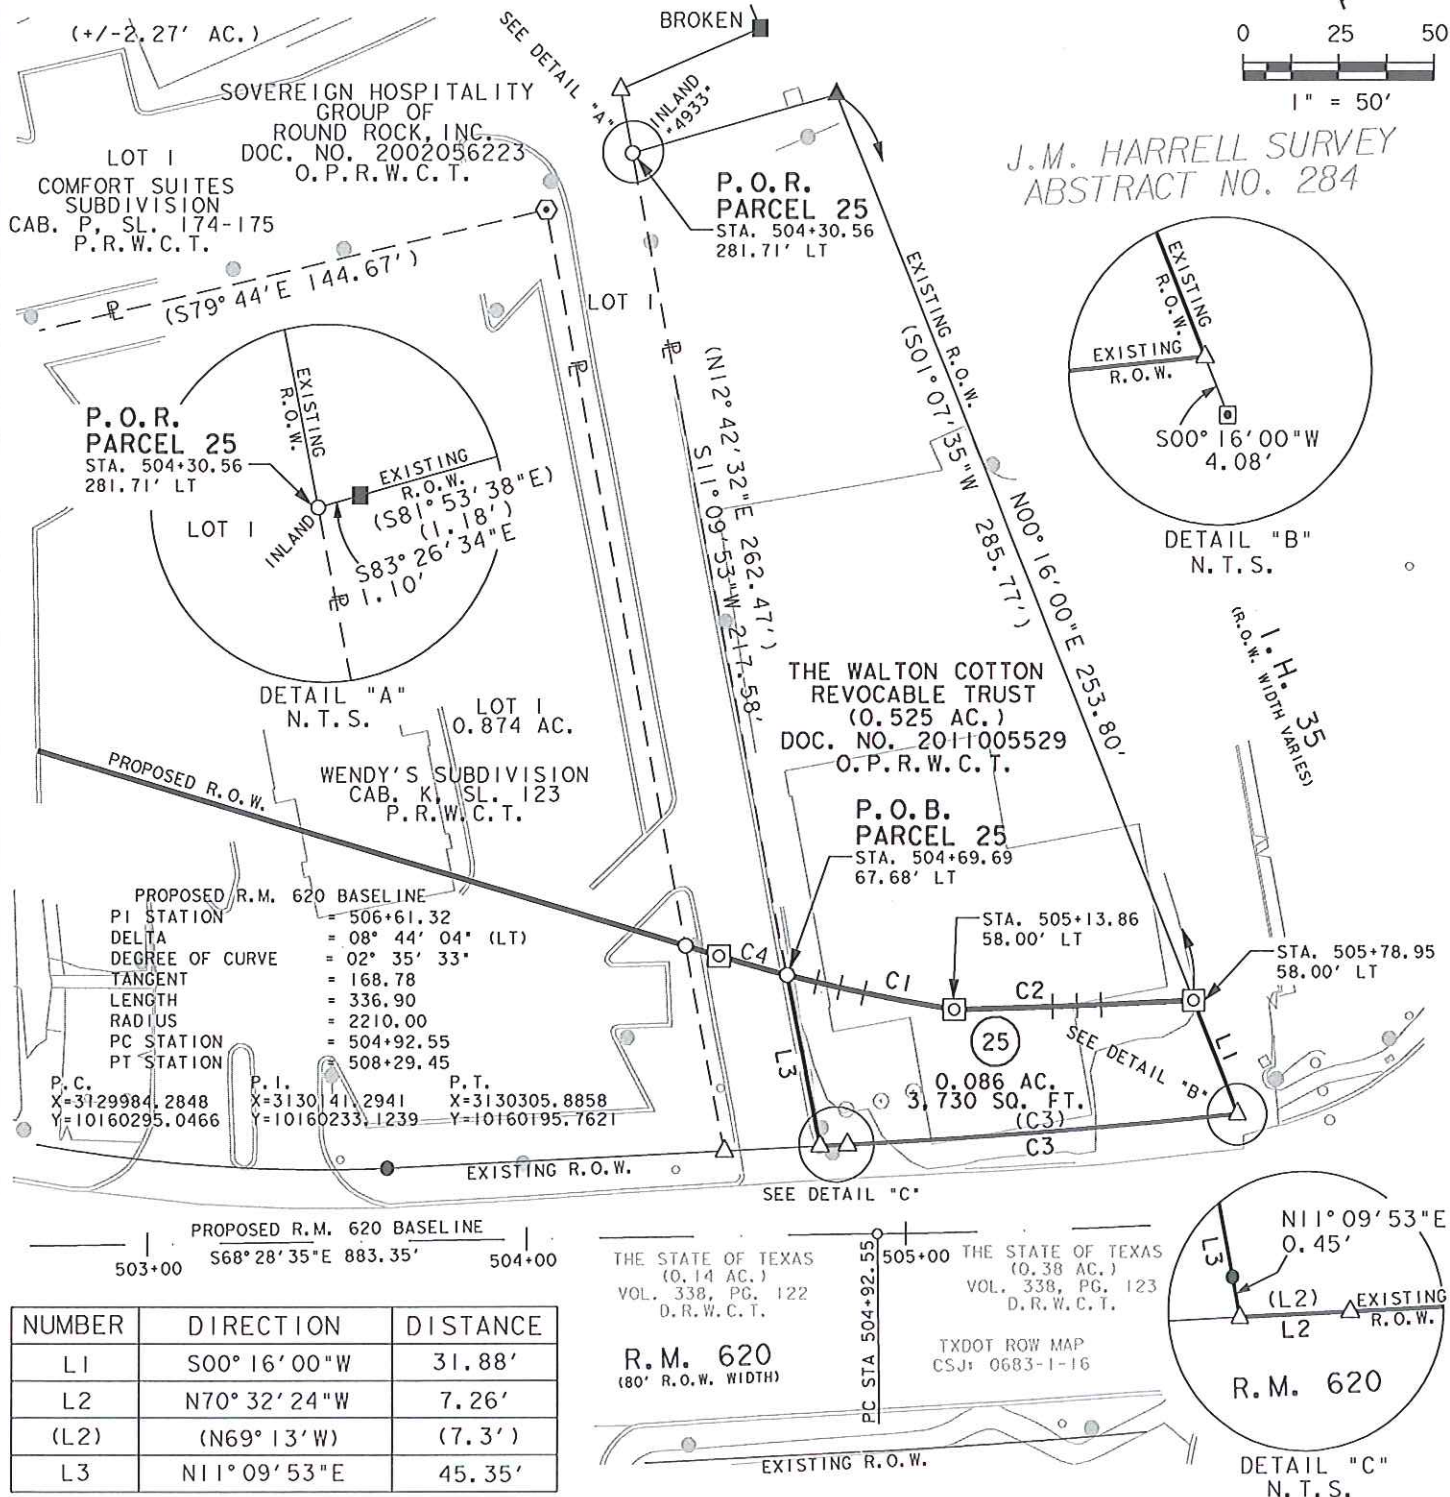 (+/-2.27' AC.)
SOVEREIGN HOSPITALITY
GROUP OF
ROUND ROCK, INC.
DOC. NO. 2002056223
O.P.R.W.C.T.
LOT 1
COMFORT SUITES
SUBDIVISION
CAB. P, SL. 174-175
P.R.W.C.T.
SEE DETAIL "A"
BROKEN
INLAND
"4933"
0 25 50
1" = 50'
J.M. HARRELL SURVEY
ABSTRACT NO. 284
P.O.R.
PARCEL 25
STA. 504+30.56
281.71' LT
(S79°44'E 144.67')
LOT 1
EXISTING R.O.W.
(S01°07'35"W 285.77')
N00°16'00"E 253.80'
(N12°42'32"E 262.47')
S11°09'53"W 217.58'
EXISTING
R.O.W.
EXISTING
R.O.W.
S00°16'00"W
4.08'
DETAIL "B"
N.T.S.
P.O.R.
PARCEL 25
STA. 504+30.56
281.71' LT
EXISTING
R.O.W.
EXISTING
R.O.W.
(S81°53'38"E)
(1.18')
S83°26'34"E
1.10'
LOT 1
INLAND
DETAIL "A"
N.T.S.
I.H. 35
(R.O.W. WIDTH VARIES)
LOT 1
0.874 AC.
WENDY'S SUBDIVISION
CAB. K, SL. 123
P.R.W.C.T.
PROPOSED R.O.W.
THE WALTON COTTON
REVOCABLE TRUST
(0.525 AC.)
DOC. NO. 2011005529
O.P.R.W.C.T.
P.O.B.
PARCEL 25
STA. 504+69.69
67.68' LT
STA. 505+13.86
58.00' LT
STA. 505+78.95
58.00' LT
PROPOSED R.M. 620 BASELINE
PI STATION = 506+61.32
DELTA = 08° 44' 04" (LT)
DEGREE OF CURVE = 02° 35' 33"
TANGENT = 168.78
LENGTH = 336.90
RADIUS = 2210.00
PC STATION = 504+92.55
PT STATION = 508+29.45
P.C. P.I. P.T.
X=3129984.2848 X=3130141.2941 X=3130305.8858
Y=10160295.0466 Y=10160233.1239 Y=10160195.7621
C4
C1
C2
L3
L1
25
0.086 AC.
3,730 SQ. FT.
SEE DETAIL "B"
(C3)
C3
EXISTING R.O.W.
SEE DETAIL "C"
PROPOSED R.M. 620 BASELINE
S68°28'35"E 883.35'
503+00
504+00
505+00
PC STA 504+92.55
THE STATE OF TEXAS
(0.14 AC.)
VOL. 338, PG. 122
D.R.W.C.T.
THE STATE OF TEXAS
(0.38 AC.)
VOL. 338, PG. 123
D.R.W.C.T.
R.M. 620
(80' R.O.W. WIDTH)
TXDOT ROW MAP
CSJ: 0683-1-16
EXISTING R.O.W.
N11°09'53"E
0.45'
L3
(L2)
L2
EXISTING
R.O.W.
R.M. 620
DETAIL "C"
N.T.S.
NUMBER DIRECTION DISTANCE
L1 S00°16'00"W 31.88'
L2 N70°32'24"W 7.26'
(L2) (N69°13'W) (7.3')
L3 N11°09'53"E 45.35'